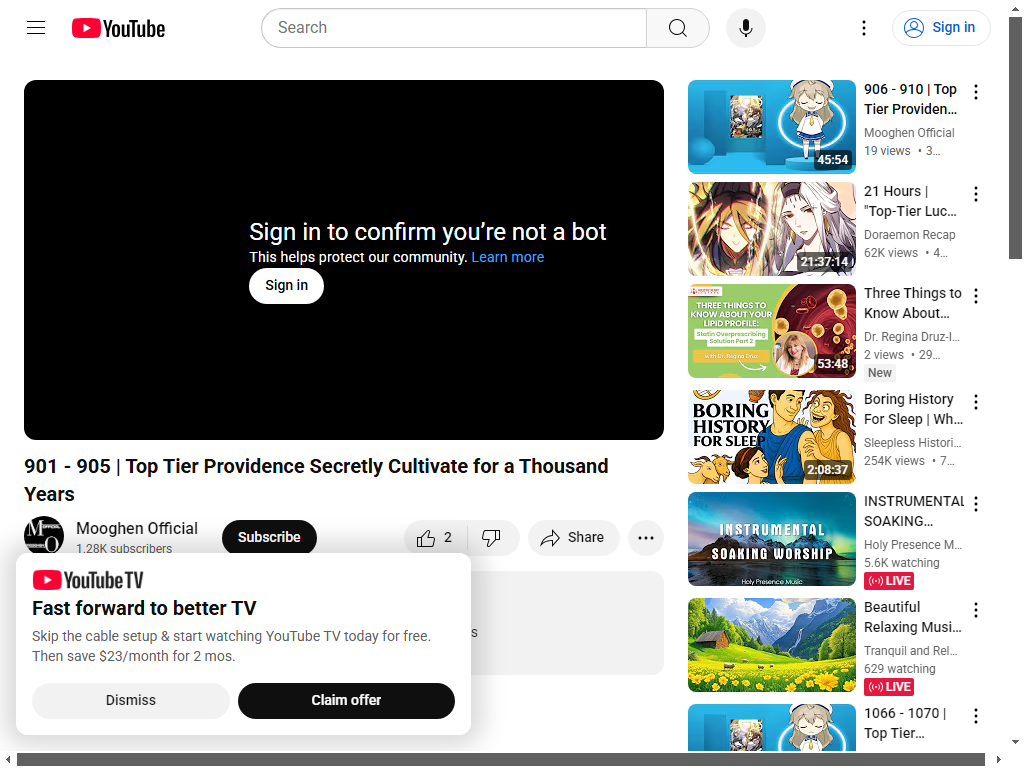 YouTube
Search
Sign in
Sign in to confirm you’re not a bot
This helps protect our community. Learn more
Sign in
901 - 905 | Top Tier Providence Secretly Cultivate for a Thousand
Years
Mooghen Official
1.28K subscribers
Subscribe
2
Share
YouTube TV
Fast forward to better TV
Skip the cable setup & start watching YouTube TV today for free.
Then save $23/month for 2 mos.
Dismiss
Claim offer
45:54
906 - 910 | Top
Tier Providen…
Mooghen Official
19 views • 3…
21:37:14
21 Hours |
"Top-Tier Luc…
Doraemon Recap
62K views • 4…
THREE THINGS TO
KNOW ABOUT YOUR
LIPID PROFILE:
Statin Overprescribing
Solution Part 2
with Dr. Regina Druz
53:48
Three Things to
Know About…
Dr. Regina Druz-I…
2 views • 29…
New
BORING
HISTORY
FOR SLEEP
2:08:37
Boring History
For Sleep | Wh…
Sleepless Histori…
254K views • 7…
INSTRUMENTAL
SOAKING WORSHIP
Holy Presence Music
INSTRUMENTAL
SOAKING…
Holy Presence M…
5.6K watching
LIVE
Beautiful
Relaxing Musi…
Tranquil and Rel…
629 watching
LIVE
1066 - 1070 |
Top Tier…